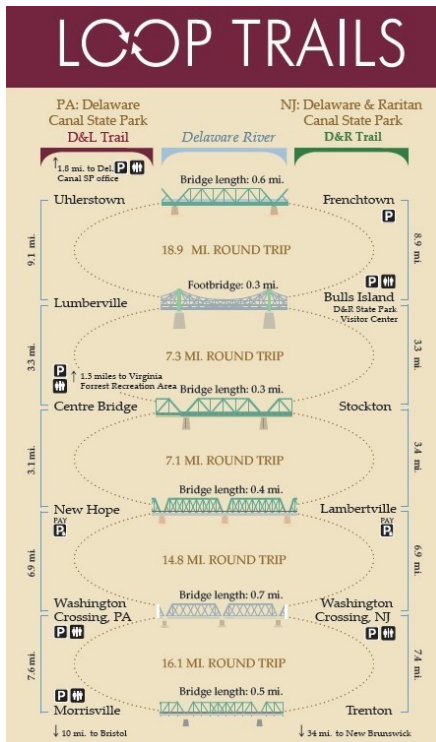 LOOP TRAILS
PA: Delaware
Canal State Park
D&L Trail
Delaware River
NJ: Delaware & Raritan
Canal State Park
D&R Trail
↑1.8 mi. to Del. P
Canal SP office
Bridge length: 0.6 mi.
Uhlerstown
Frenchtown
P
9.1 mi.
18.9 MI. ROUND TRIP
8.9 mi.
Footbridge: 0.3 mi.
P
Lumberville
Bulls Island
D&R State Park
Visitor Center
3.3 mi.
7.3 MI. ROUND TRIP
3.3 mi.
P
↑ 1.3 miles to Virginia
Forrest Recreation Area
Bridge length: 0.3 mi.
Centre Bridge
Stockton
3.1 mi.
7.1 MI. ROUND TRIP
3.4 mi.
Bridge length: 0.4 mi.
New Hope
Lambertville
PAY
P
PAY
P
6.9 mi.
14.8 MI. ROUND TRIP
6.9 mi.
Bridge length: 0.7 mi.
Washington
Crossing, PA
P
Washington
Crossing, NJ
P
7.6 mi.
16.1 MI. ROUND TRIP
7.4 mi.
P
Bridge length: 0.5 mi.
Morrisville
Trenton
↓ 10 mi. to Bristol
↓ 34 mi. to New Brunswick